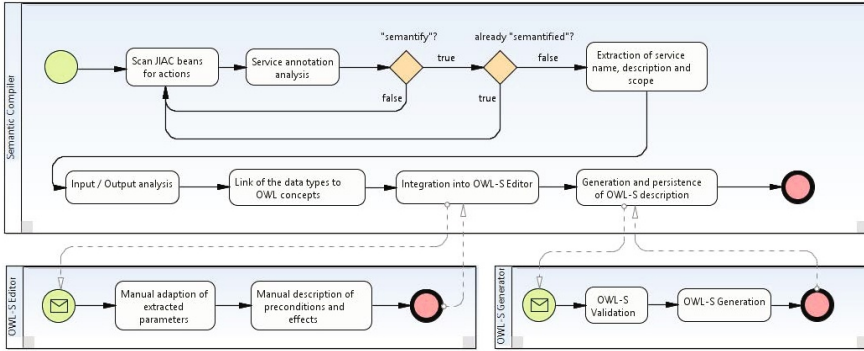 Semantic Compiler
Scan JIAC beans
for actions
Service annotation
analysis
"semantify"?
true
false
already "semantified"?
false
true
Extraction of service
name, description and
scope
Input / Output analysis
Link of the data types to
OWL concepts
Integration into OWL-S Editor
Generation and persistence
of OWL-S description
OWL-S Editor
Manual adaption of
extracted
parameters
Manual description of
preconditions and
effects
OWL-S Generator
OWL-S
Validation
OWL-S Generation